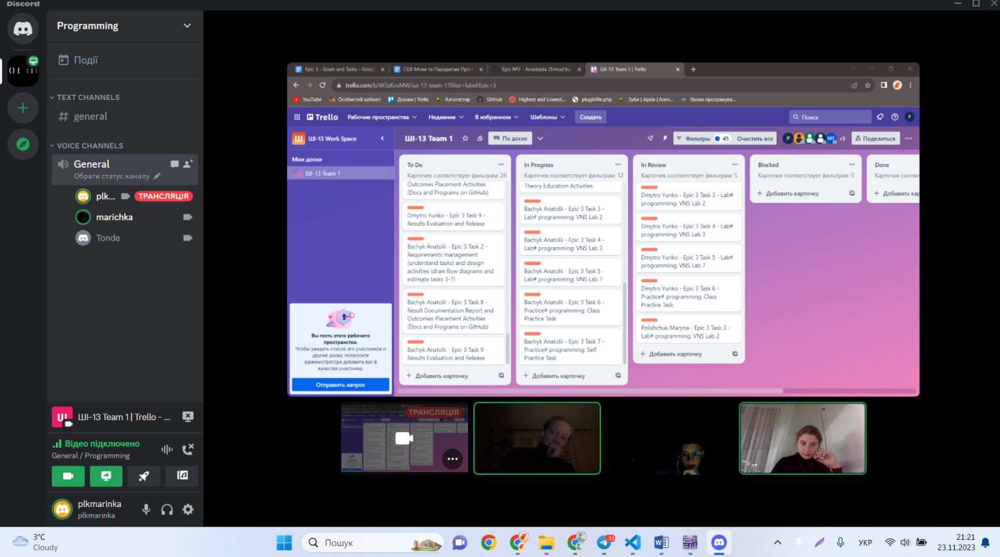 Discord
Programming
Події
TEXT CHANNELS
general
VOICE CHANNELS
General
Обрати статус каналу
plk...
ТРАНСЛЯЦІЯ
marichka
Tonde
ШІ-13 Team 1 | Trello - ...
Відео підключено
General / Programming
plkmarinka
plkmarinka
Epic 3 - Goals and Tasks - Googl
СШІ Мови та Парадигми Прог
Epic №2 - Anastasiia Zhmud by
ШІ-13 Team 1 | Trello
trello.com/b/W3zKvoMW/ші-13-team-1?filter=label:Epic+3
YouTube
Особистий кабінет
Дошки | Trello
Алготестер
GitHub
Highest and Lowest...
pluginfile.php
Зуби | Архів | Алго...
Уроки програмува...
Trello
Рабочие пространства
Недавние
В избранном
Шаблоны
Создать
Поиск
P
Ш
ШІ-13 Work Space
ШІ-13 Team 1
По доске
Фильтры
45
Очистить все
P
MF
+5
Поделиться
Мои доски
ШІ-13 Team 1
Вы гость этого рабочего
пространства.
Чтобы увидеть список его участников и
другие доски, попросите
администратора добавить вас в
качестве участника.
Отправить запрос
To Do
Карточек соответствует фильтрам: 28
Outcomes Placement Activities
(Docs and Programs on GitHub)
Dmytro Yunko - Epic 3 Task 9 -
Results Evaluation and Release
Bachyk Anatolii - Epic 3 Task 2 -
Requirements management
(understand tasks) and design
activities (draw flow diagrams and
estimate tasks 3-7)
Bachyk Anatolii - Epic 3 Task 8 -
Result Documentation Report and
Outcomes Placement Activities
(Docs and Programs on GitHub)
Bachyk Anatolii - Epic 3 Task 9 -
Results Evaluation and Release
Добавить карточку
In Progress
Карточек соответствует фильтрам: 12
Theory Education Activities
Bachyk Anatolii - Epic 3 Task 3 -
Lab# programming: VNS Lab 2
Bachyk Anatolii - Epic 3 Task 4 -
Lab# programming: VNS Lab 3
Bachyk Anatolii - Epic 3 Task 5 -
Lab# programming: VNS Lab 7
Bachyk Anatolii - Epic 3 Task 6 -
Practice# programming: Class
Practice Task
Bachyk Anatolii - Epic 3 Task 7 -
Practice# programming: Self
Practice Task
Добавить карточку
In Review
Карточек соответствует фильтрам: 5
Dmytro Yunko - Epic 3 Task 3 - Lab#
programming: VNS Lab 2
Dmytro Yunko - Epic 3 Task 4 - Lab#
programming: VNS Lab 3
Dmytro Yunko - Epic 3 Task 5 - Lab#
programming: VNS Lab 7
Dmytro Yunko - Epic 3 Task 6 -
Practice# programming: Class
Practice Task
Polishchuk Maryna - Epic 3 Task 3 -
Lab# programming: VNS Lab 2
Добавить карточку
Blocked
Карточек соответствует фильтрам: 0
Добавить карточку
Done
Карточек соотве
Добавить кар
ТРАНСЛЯЦІЯ
3°C
Cloudy
Пошук
93
УКР
21:21
23.11.2023